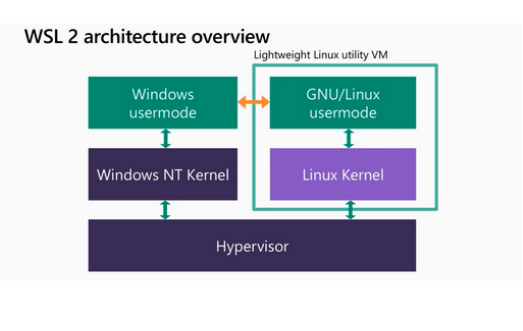 WSL 2 architecture overview
Lightweight Linux utility VM
Windows
usermode
GNU/Linux
usermode
Windows NT Kernel
Linux Kernel
Hypervisor